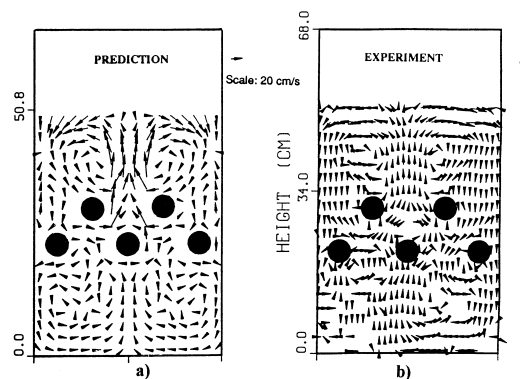 PREDICTION
Scale: 20 cm/s
50.8
0.0
a)
EXPERIMENT
68.0
34.0
0.0
HEIGHT (CM)
b)